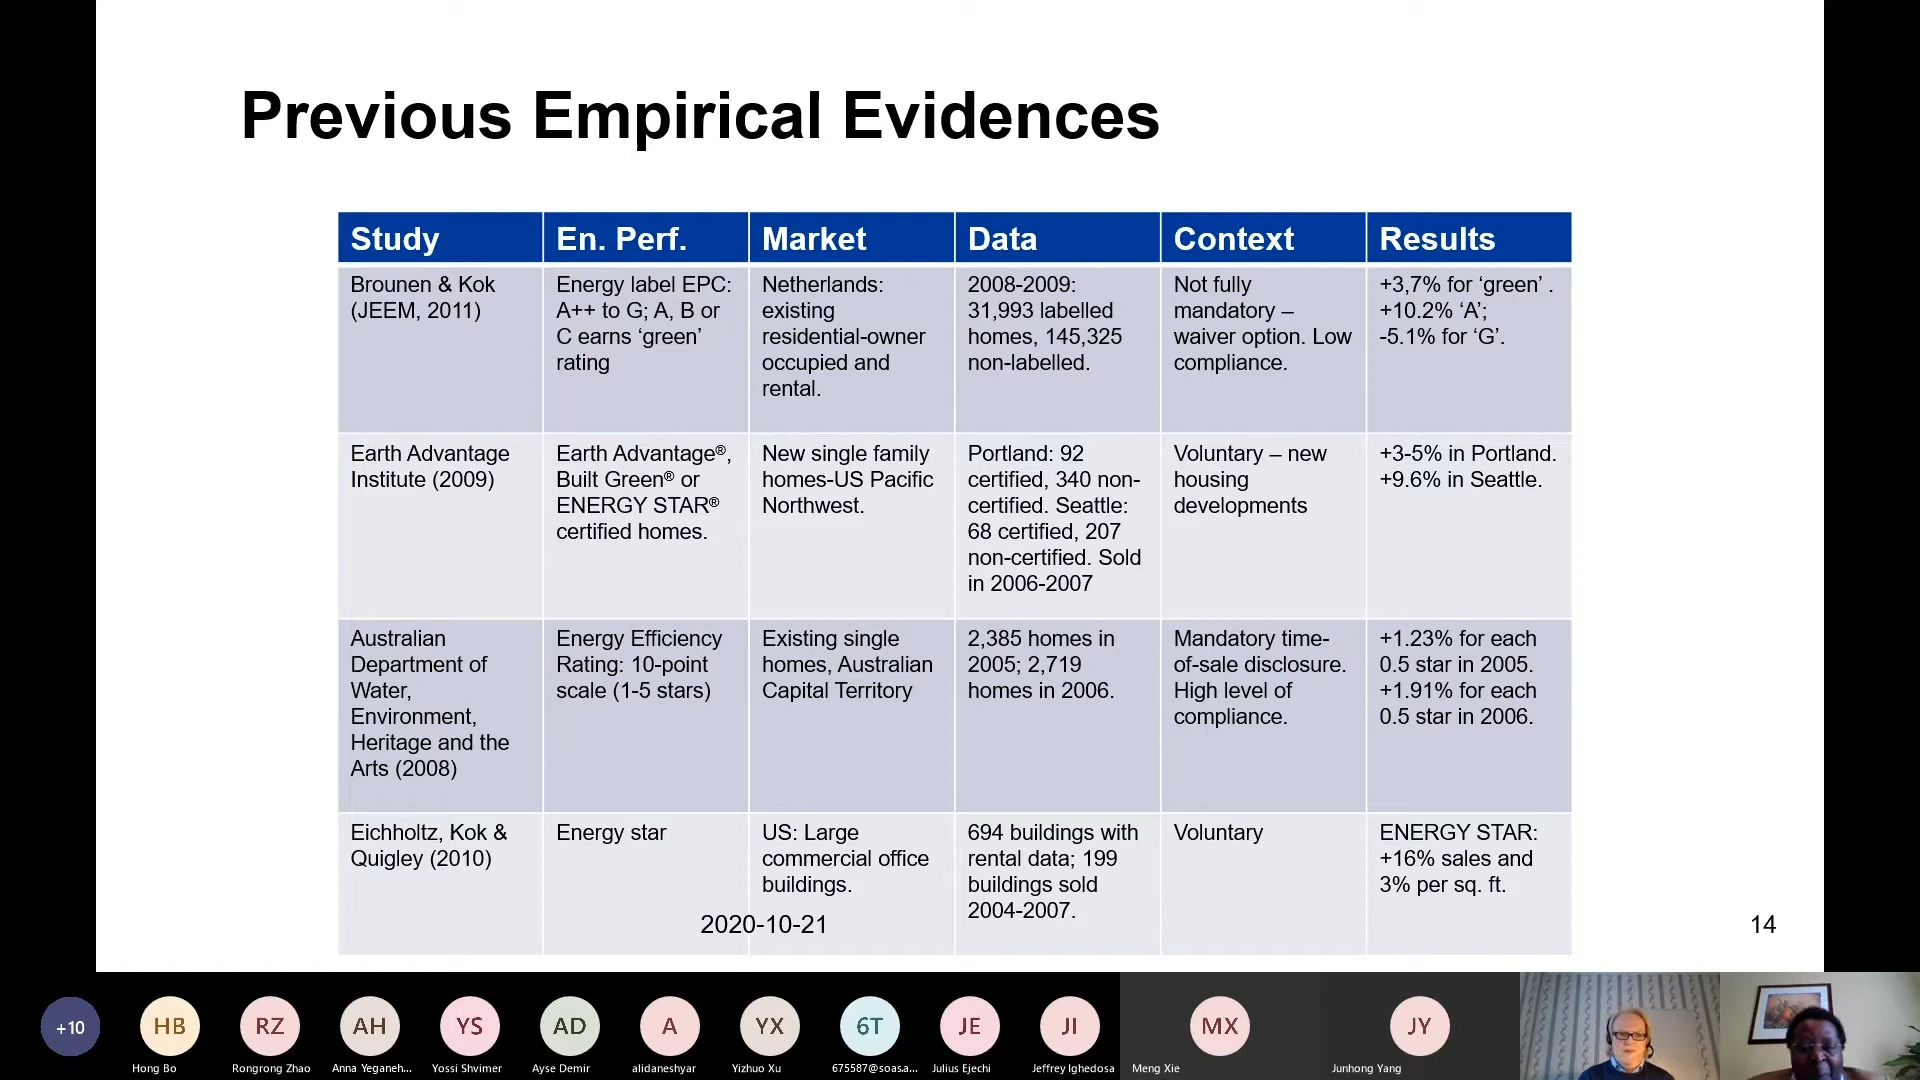 Previous Empirical Evidences
Study
En. Perf.
Market
Data
Context
Results
Brounen & Kok
(JEEM, 2011)
Energy label EPC:
A++ to G; A, B or
C earns ‘green’
rating
Netherlands:
existing
residential-owner
occupied and
rental.
2008-2009:
31,993 labelled
homes, 145,325
non-labelled.
Not fully
mandatory –
waiver option. Low
compliance.
+3,7% for ‘green’ .
+10.2% ‘A’;
-5.1% for ‘G’.
Earth Advantage
Institute (2009)
Earth Advantage®,
Built Green® or
ENERGY STAR®
certified homes.
New single family
homes-US Pacific
Northwest.
Portland: 92
certified, 340 non-
certified. Seattle:
68 certified, 207
non-certified. Sold
in 2006-2007
Voluntary – new
housing
developments
+3-5% in Portland.
+9.6% in Seattle.
Australian
Department of
Water,
Environment,
Heritage and the
Arts (2008)
Energy Efficiency
Rating: 10-point
scale (1-5 stars)
Existing single
homes, Australian
Capital Territory
2,385 homes in
2005; 2,719
homes in 2006.
Mandatory time-
of-sale disclosure.
High level of
compliance.
+1.23% for each
0.5 star in 2005.
+1.91% for each
0.5 star in 2006.
Eichholtz, Kok &
Quigley (2010)
Energy star
US: Large
commercial office
buildings.
694 buildings with
rental data; 199
buildings sold
2004-2007.
Voluntary
ENERGY STAR:
+16% sales and
3% per sq. ft.
2020-10-21
14
+10
HB
RZ
AH
YS
AD
A
YX
6T
JE
JI
MX
JY
Hong Bo
Rongrong Zhao
Anna Yeganeh...
Yossi Shvimer
Ayse Demir
alidaneshyar
Yizhuo Xu
675587@soas.a...
Julius Ejechi
Jeffrey Ighedosa
Meng Xie
Junhong Yang